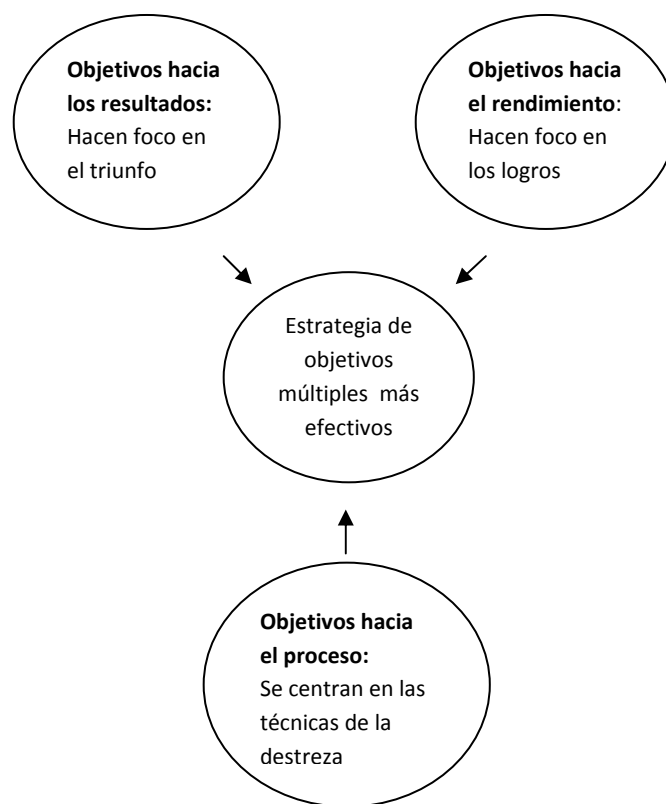 Objetivos hacia
los resultados:
Hacen foco en
el triunfo
Objetivos hacia
el rendimiento:
Hacen foco en
los logros
Estrategia de
objetivos
múltiples más
efectivos
Objetivos hacia
el proceso:
Se centran en las
técnicas de la
destreza